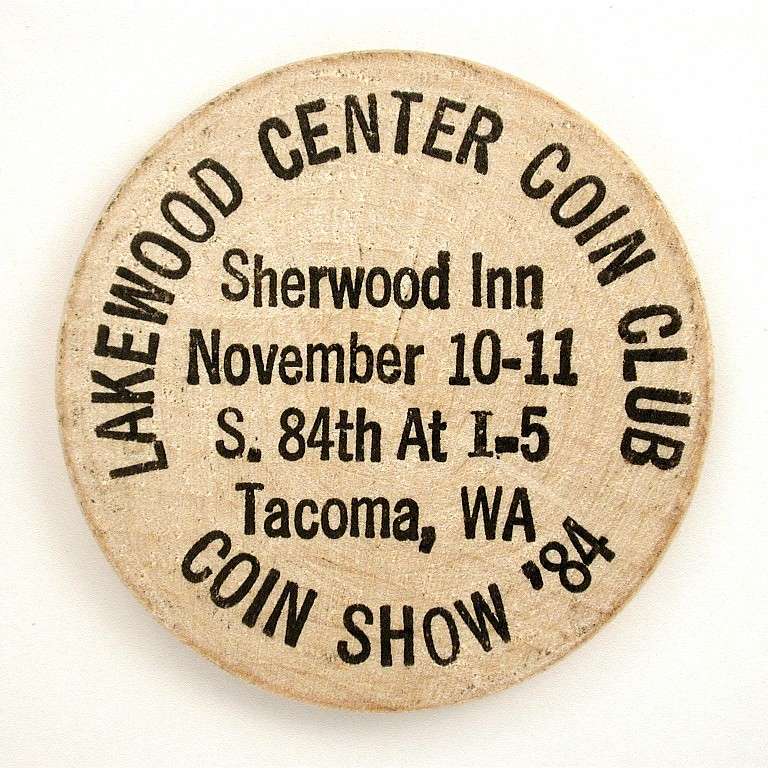 LAKEWOOD CENTER COIN CLUB
Sherwood Inn
November 10-11
S. 84th At I-5
Tacoma, WA
COIN SHOW '84